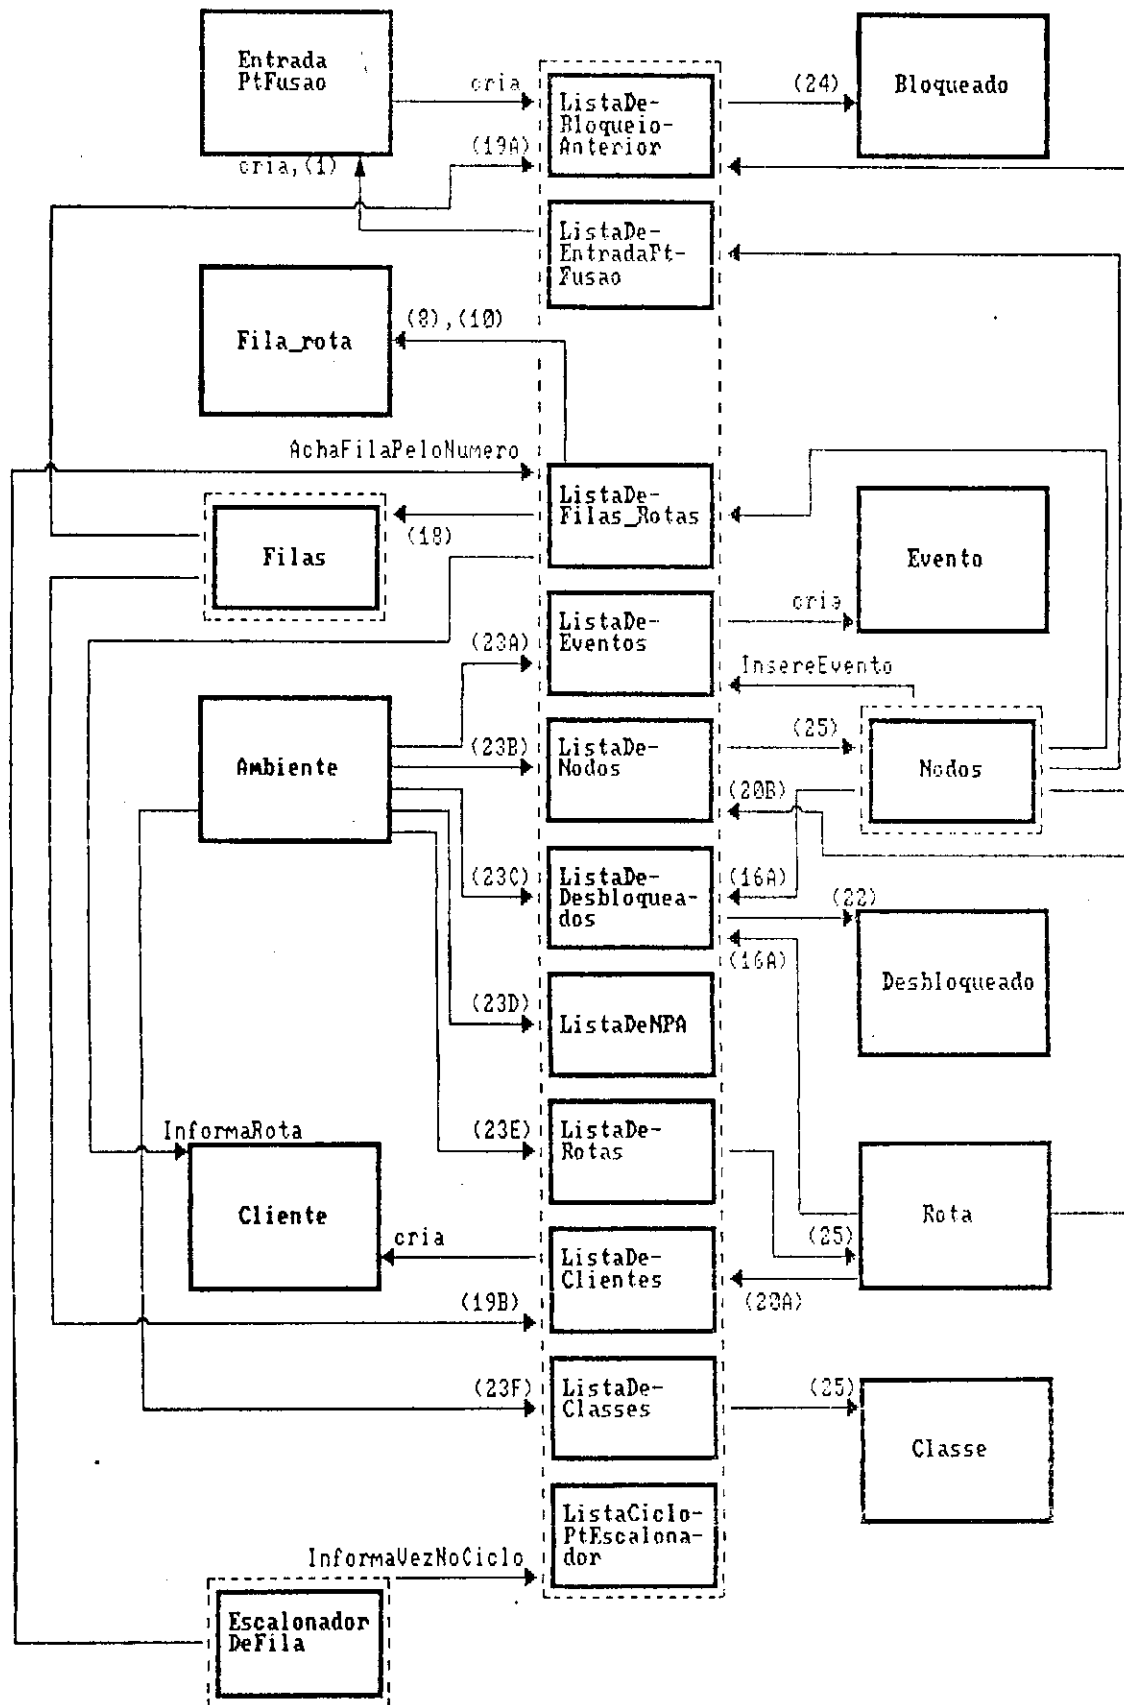 Entrada
PtFusao
cria
ListaDe-
Bloqueio-
Anterior
(24)
Bloqueado
(19A)
cria,(1)
ListaDe-
EntradaPt-
Fusao
Fila_rota
(8),(10)
AchaFilaPeloNumero
ListaDe-
Filas_Rotas
(18)
Filas
Evento
cria
ListaDe-
Eventos
(23A)
InsereEvento
Ambiente
(23B)
ListaDe-
Nodos
(25)
Nodos
(20B)
(23C)
ListaDe-
Desbloquea-
dos
(16A)
(22)
(16A)
Desbloqueado
(23D)
ListaDeNPA
InformaRota
(23E)
ListaDe-
Rotas
Cliente
cria
Rota
(25)
ListaDe-
Clientes
(20A)
(19B)
(23F)
ListaDe-
Classes
(25)
Classe
ListaCiclo-
PtEscalona-
dor
InformaVezNoCiclo
Escalonador
DeFila